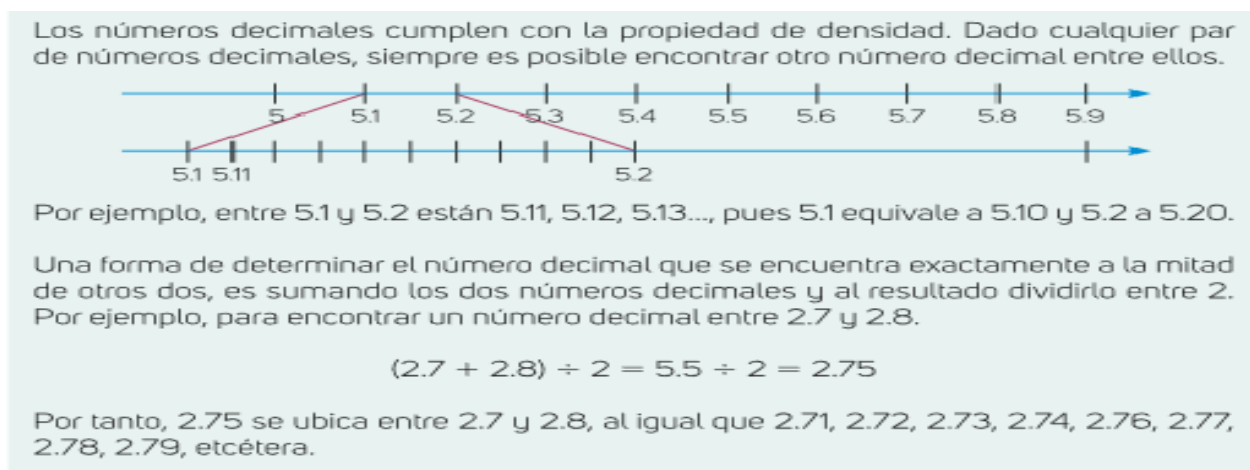 Los números decimales cumplen con la propiedad de densidad. Dado cualquier par
de números decimales, siempre es posible encontrar otro número decimal entre ellos.
5 5.1 5.2 5.3 5.4 5.5 5.6 5.7 5.8 5.9
5.1 5.11 5.2
Por ejemplo, entre 5.1 y 5.2 están 5.11, 5.12, 5.13..., pues 5.1 equivale a 5.10 y 5.2 a 5.20.
Una forma de determinar el número decimal que se encuentra exactamente a la mitad
de otros dos, es sumando los dos números decimales y al resultado dividirlo entre 2.
Por ejemplo, para encontrar un número decimal entre 2.7 y 2.8.
(2.7 + 2.8) ÷ 2 = 5.5 ÷ 2 = 2.75
Por tanto, 2.75 se ubica entre 2.7 y 2.8, al igual que 2.71, 2.72, 2.73, 2.74, 2.76, 2.77,
2.78, 2.79, etcétera.